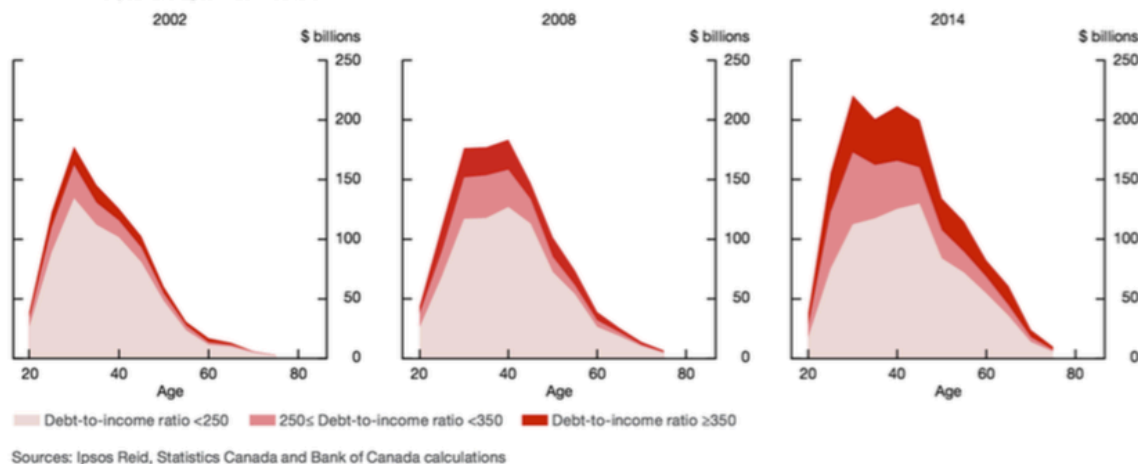 2002
2008
2014
$ billions
$ billions
$ billions
250
200
150
100
50
0
250
200
150
100
50
0
250
200
150
100
50
0
20 40 60 80
20 40 60 80
20 40 60 80
Age
Age
Age
Debt-to-income ratio <250 250≤ Debt-to-income ratio <350 Debt-to-income ratio ≥350
Sources: Ipsos Reid, Statistics Canada and Bank of Canada calculations